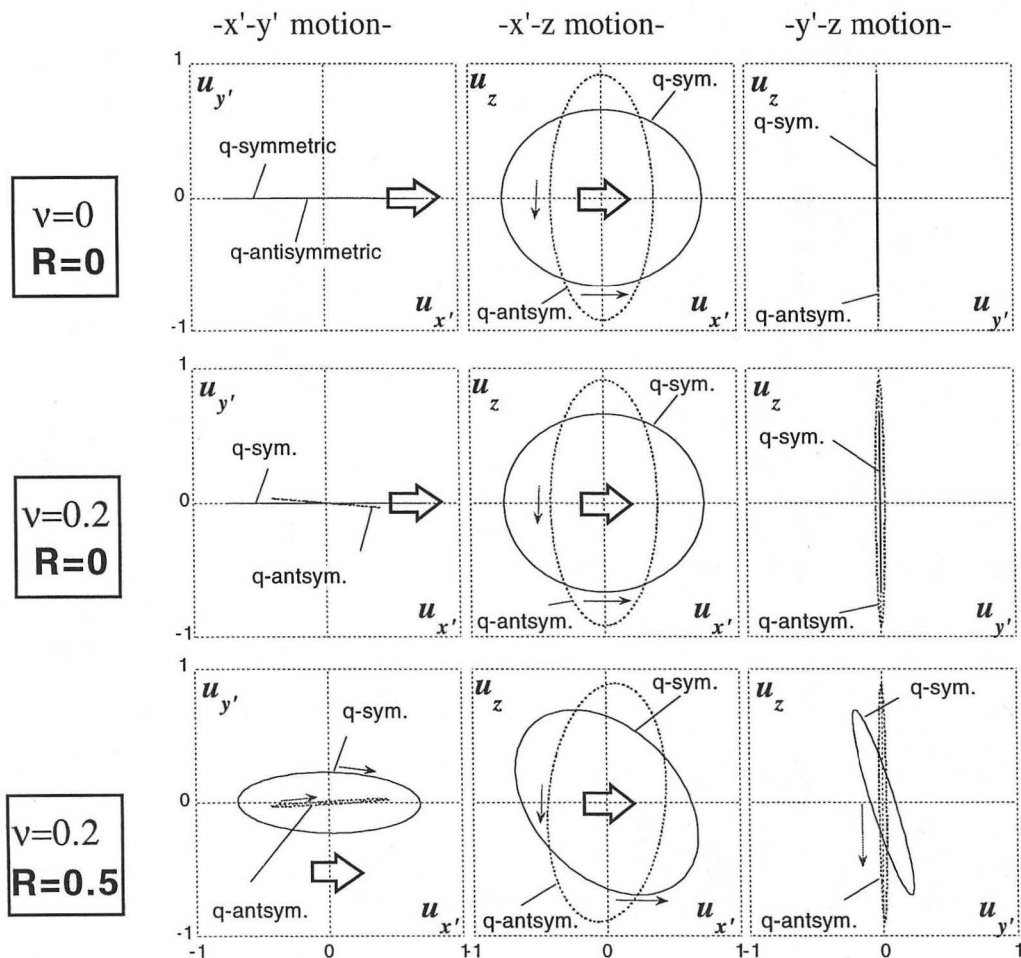 -x'-y' motion- -x'-z motion- -y'-z motion-
1
u_y'
q-symmetric
0
q-antisymmetric
u_x'
-1
u_z
q-sym.
q-antsym.
u_x'
u_z
q-sym.
q-antsym.
u_y'
ν=0
R=0
1
u_y'
q-sym.
0
q-antsym.
u_x'
-1
u_z
q-sym.
q-antsym.
u_x'
u_z
q-sym.
q-antsym.
u_y'
ν=0.2
R=0
1
u_y'
q-sym.
0
q-antsym.
u_x'
-1
u_z
q-sym.
q-antsym.
u_x'
u_z
q-sym.
q-antsym.
u_y'
ν=0.2
R=0.5
-1 0 1-1 0 1-1 0 1